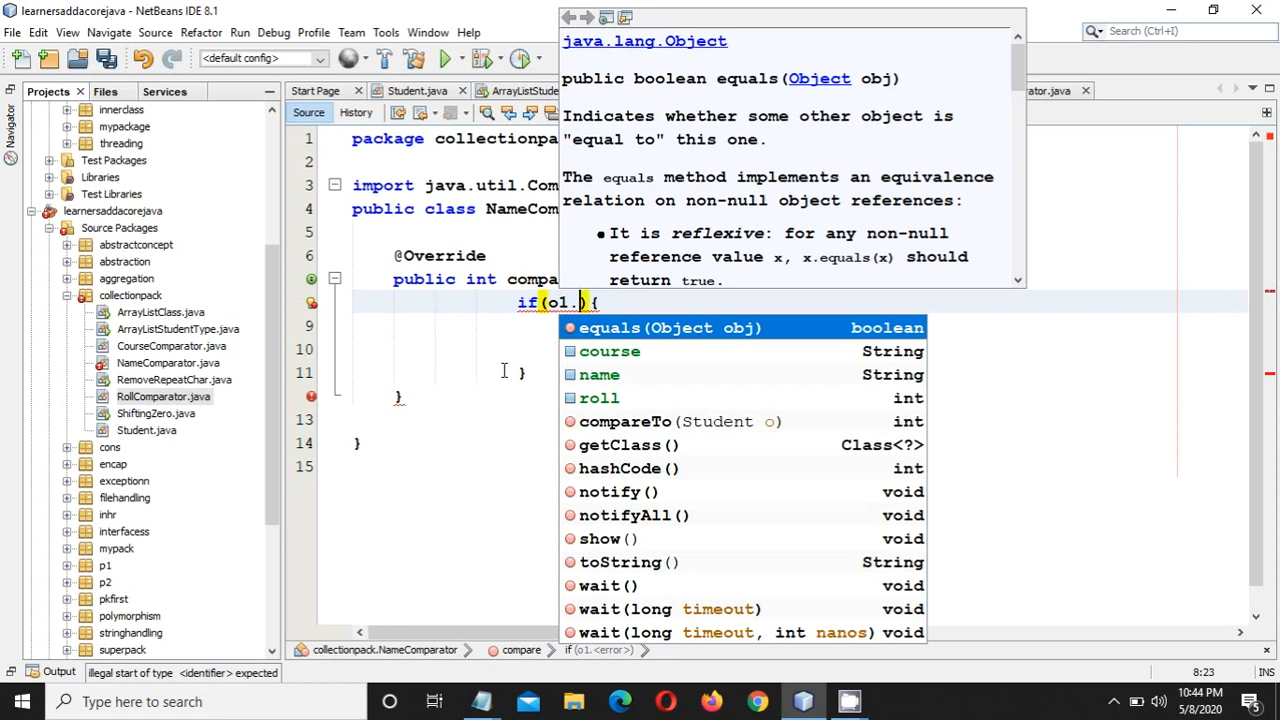 learnersaddacorejava - NetBeans IDE 8.1
File Edit View Navigate Source Refactor Run Debug Profile Team Tools Window Help
Search (Ctrl+I)
<default config>
Projects Files Services
Start Page Student.java ArrayListStude
or.java
Source History
Navigator
innerclass
mypackage
threading
Test Packages
Libraries
Test Libraries
learnersaddacorejava
Source Packages
abstractconcept
abstraction
aggregation
collectionpack
ArrayListClass.java
ArrayListStudentType.java
CourseComparator.java
NameComparator.java
RemoveRepeatChar.java
RollComparator.java
ShiftingZero.java
Student.java
cons
encap
exceptionn
filehandling
inhr
interfacess
mypack
p1
p2
pkfirst
polymorphism
stringhandling
superpack
1 package collectionpa
2
3 import java.util.Com
4 public class NameCom
5
6 @Override
public int compa
if(o1.){
9
10
11 }
}
13
14 }
15
java.lang.Object
public boolean equals(Object obj)
Indicates whether some other object is
"equal to" this one.
The equals method implements an equivalence
relation on non-null object references:
• It is reflexive: for any non-null
reference value x, x.equals(x) should
return true.
equals(Object obj) boolean
course String
name String
roll int
compareTo(Student o) int
getClass() Class<?>
hashCode() int
notify() void
notifyAll() void
show() void
toString() String
wait() void
wait(long timeout) void
wait(long timeout, int nanos) void
collectionpack.NameComparator compare if (o1.<error>)
Output illegal start of type <identifier> expected
8:23 INS
Type here to search
10:44 PM
5/8/2020
5